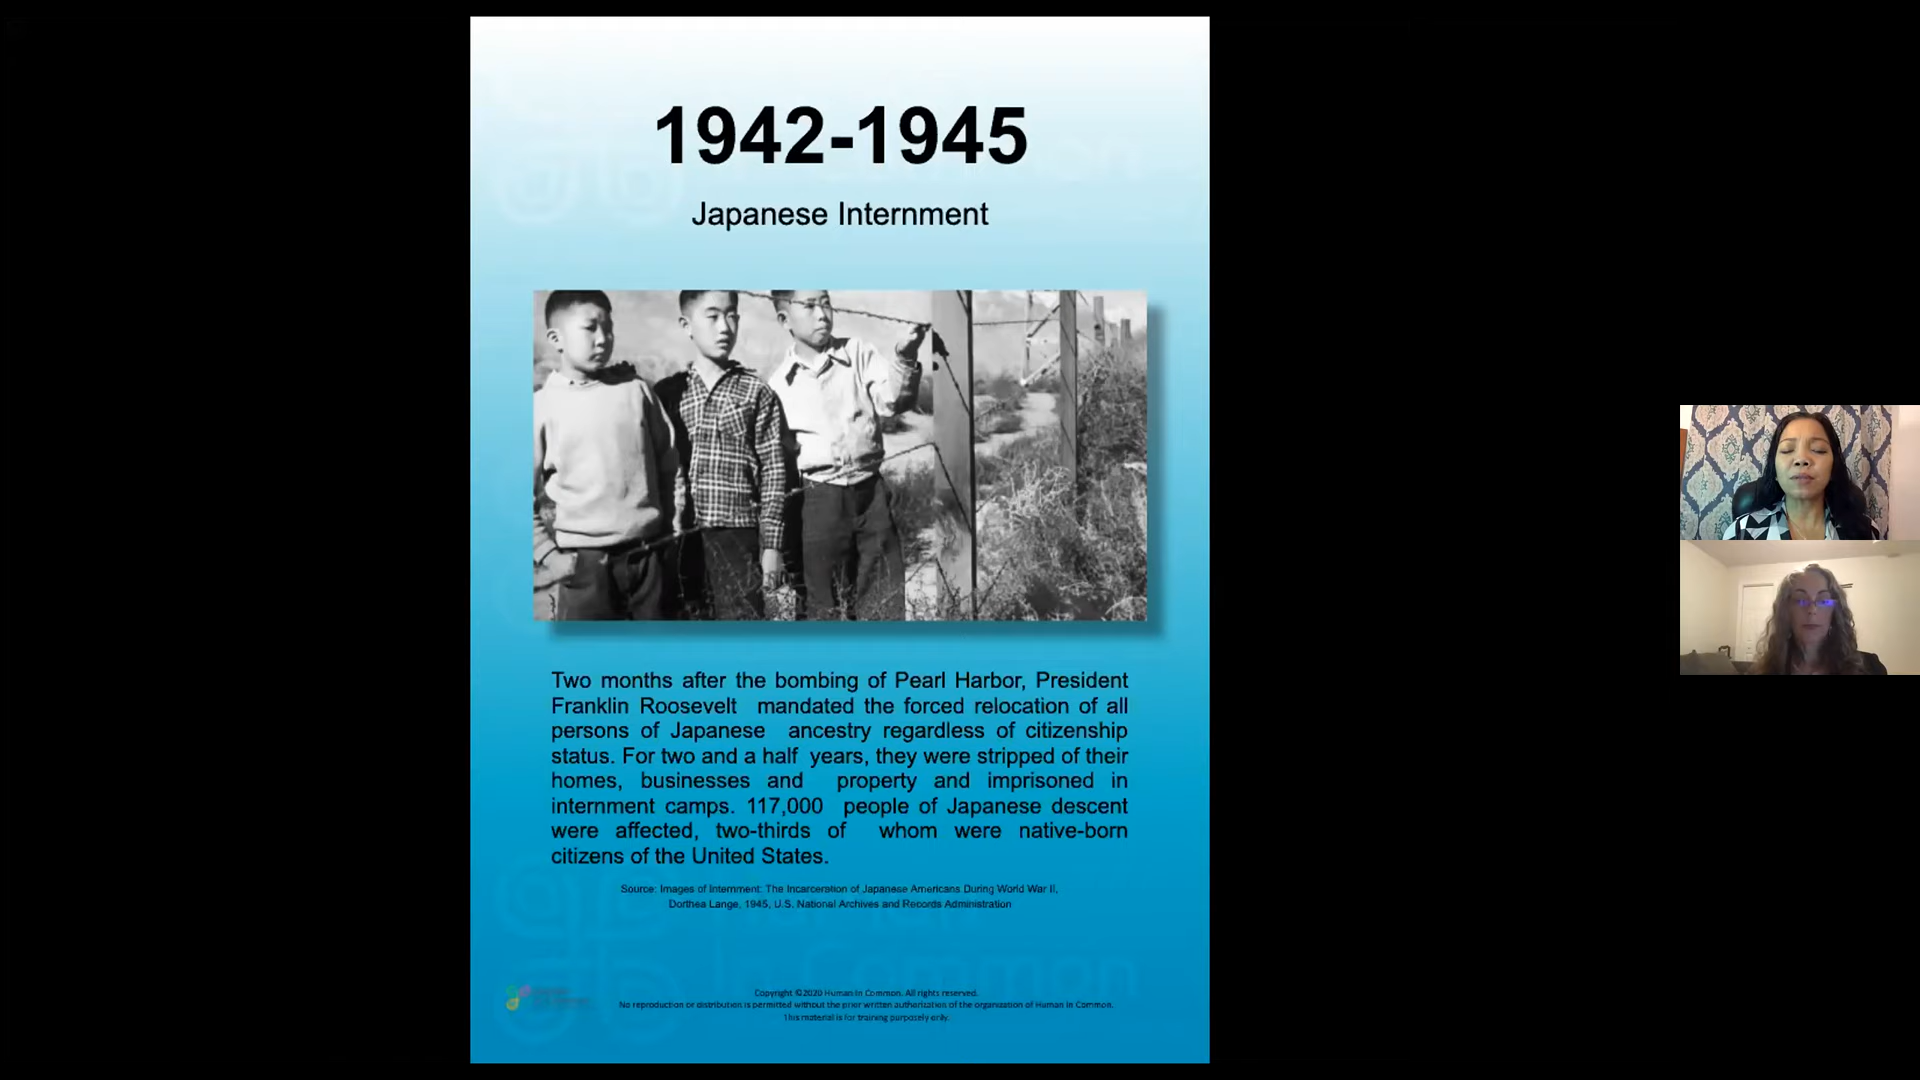 1942-1945
Japanese Internment
Two months after the bombing of Pearl Harbor, President
Franklin Roosevelt mandated the forced relocation of all
persons of Japanese ancestry regardless of citizenship
status. For two and a half years, they were stripped of their
homes, businesses and property and imprisoned in
internment camps. 117,000 people of Japanese descent
were affected, two-thirds of whom were native-born
citizens of the United States.
Source: Images of Internment: The Incarceration of Japanese Americans During World War II,
Dorthea Lange, 1945, U.S. National Archives and Records Administration
In Common
Copyright ©2020 Human In Common. All rights reserved.
No reproduction or distribution is permitted without the prior written authorization of the organization of Human In Common.
This material is for training purposely only.